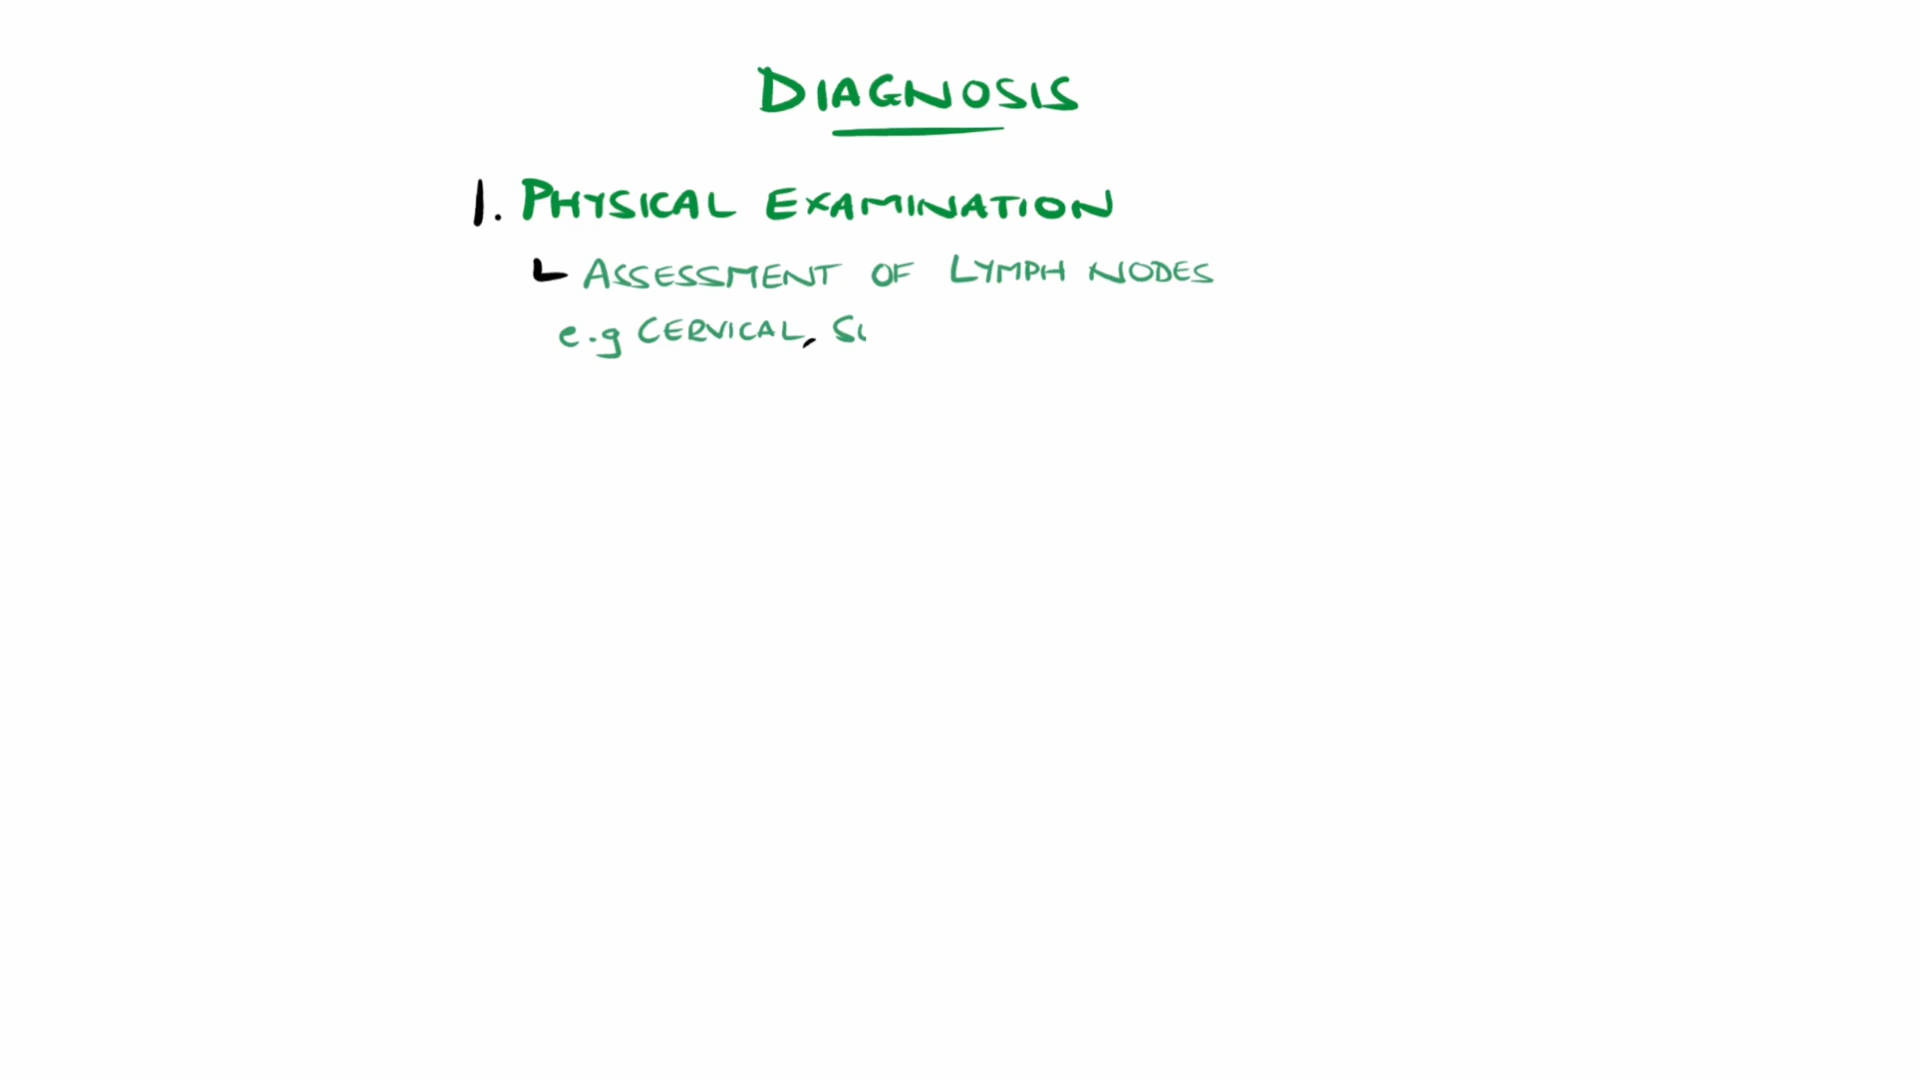 DIAGNOSIS
1. PHYSICAL EXAMINATION
ASSESSMENT OF LYMPH NODES
e.g CERVICAL,